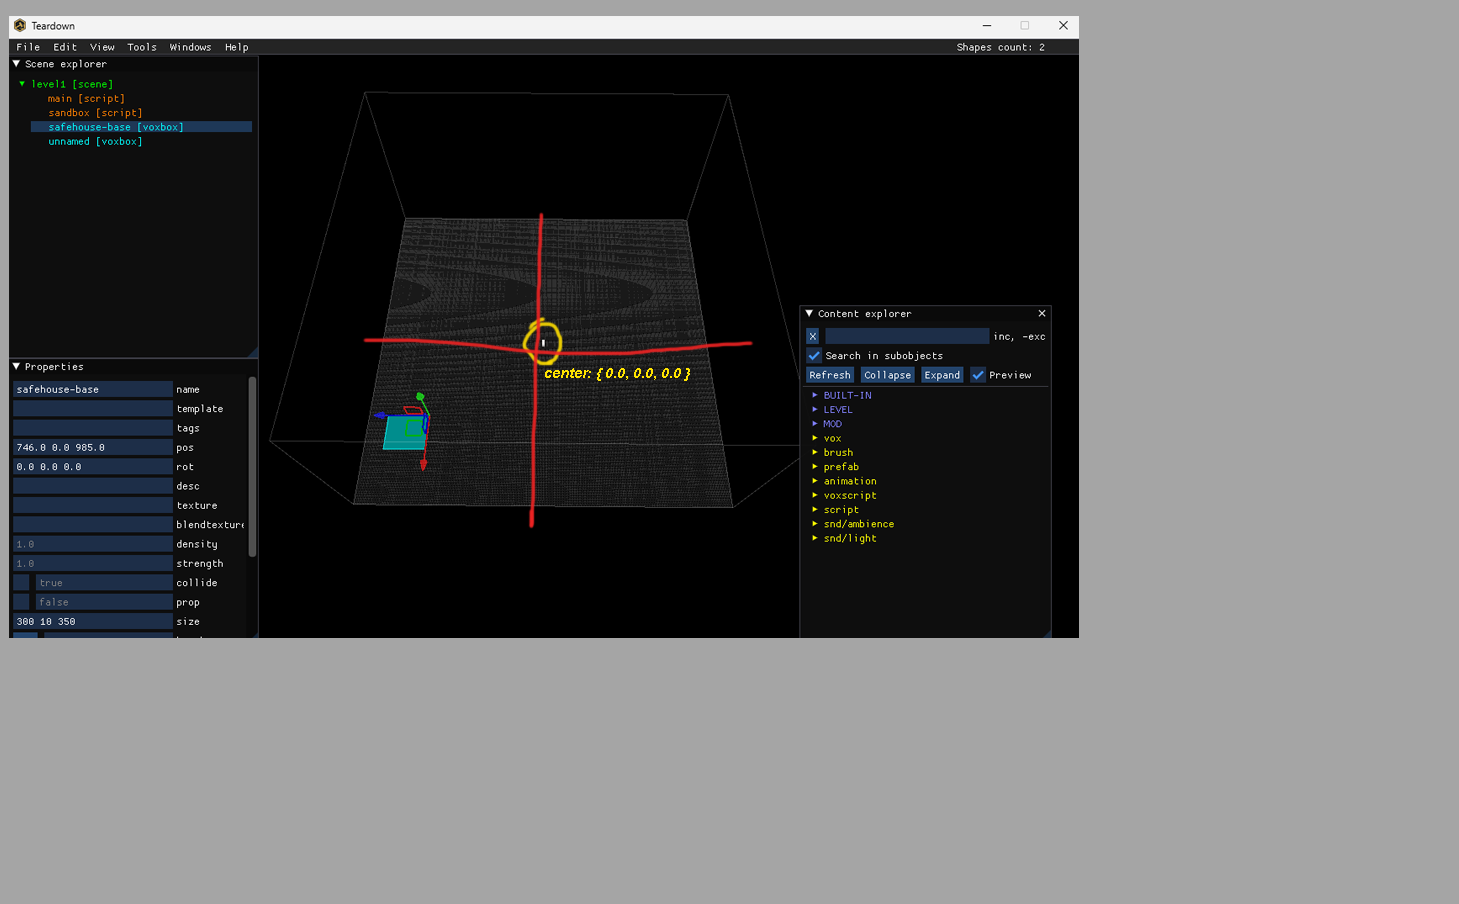 Teardown
File Edit View Tools Windows Help Shapes count: 2
Scene explorer
level1 [scene]
main [script]
sandbox [script]
safehouse-base [voxbox]
unnamed [voxbox]
center: { 0.0, 0.0, 0.0 }
Properties
safehouse-base name
template
tags
746.0 0.0 985.0 pos
0.0 0.0 0.0 rot
desc
texture
blendtexture
1.0 density
1.0 strength
true collide
false prop
300 10 350 size
Content explorer
X inc, -exc
Search in subobjects
Refresh Collapse Expand Preview
BUILT-IN
LEVEL
MOD
vox
brush
prefab
animation
voxscript
script
snd/ambience
snd/light